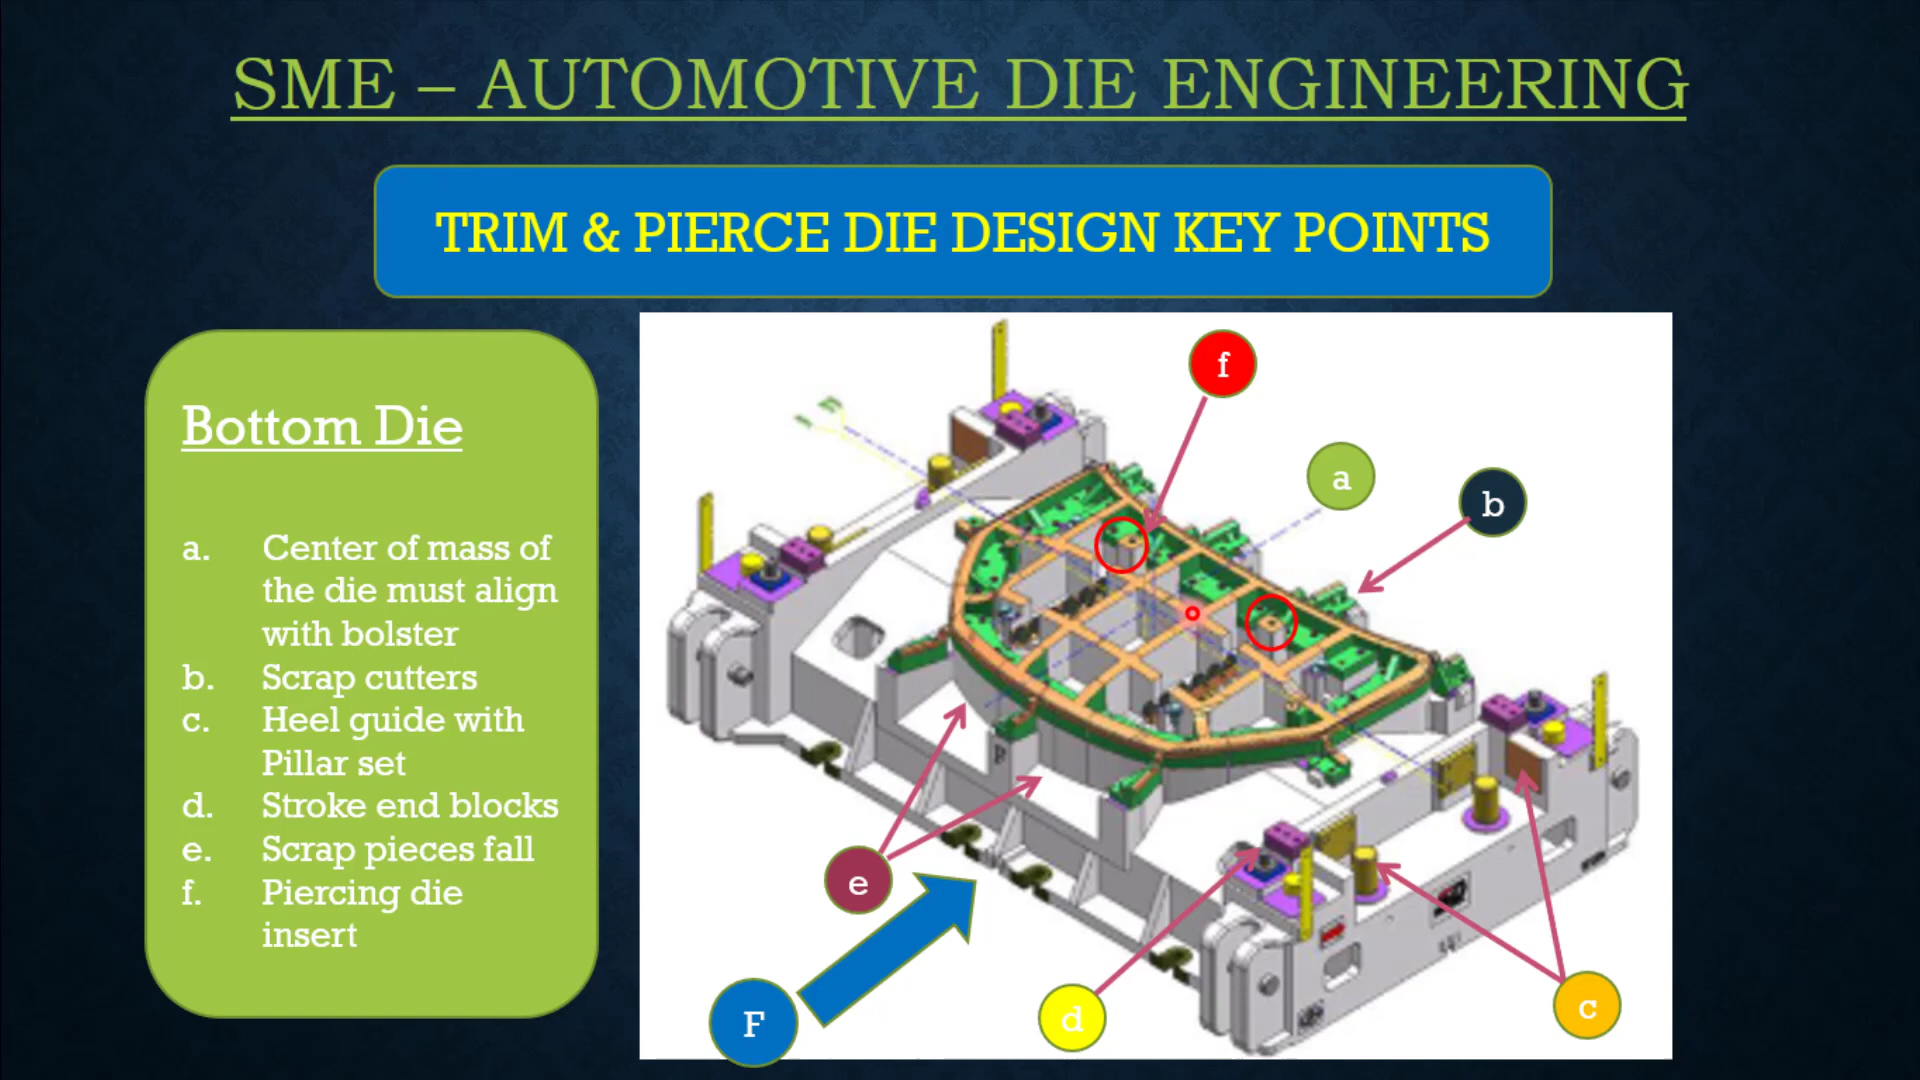 SME – AUTOMOTIVE DIE ENGINEERING
TRIM & PIERCE DIE DESIGN KEY POINTS
Bottom Die
a. Center of mass of
the die must align
with bolster
b. Scrap cutters
c. Heel guide with
Pillar set
d. Stroke end blocks
e. Scrap pieces fall
f. Piercing die
insert
f
a
b
e
F
d
c